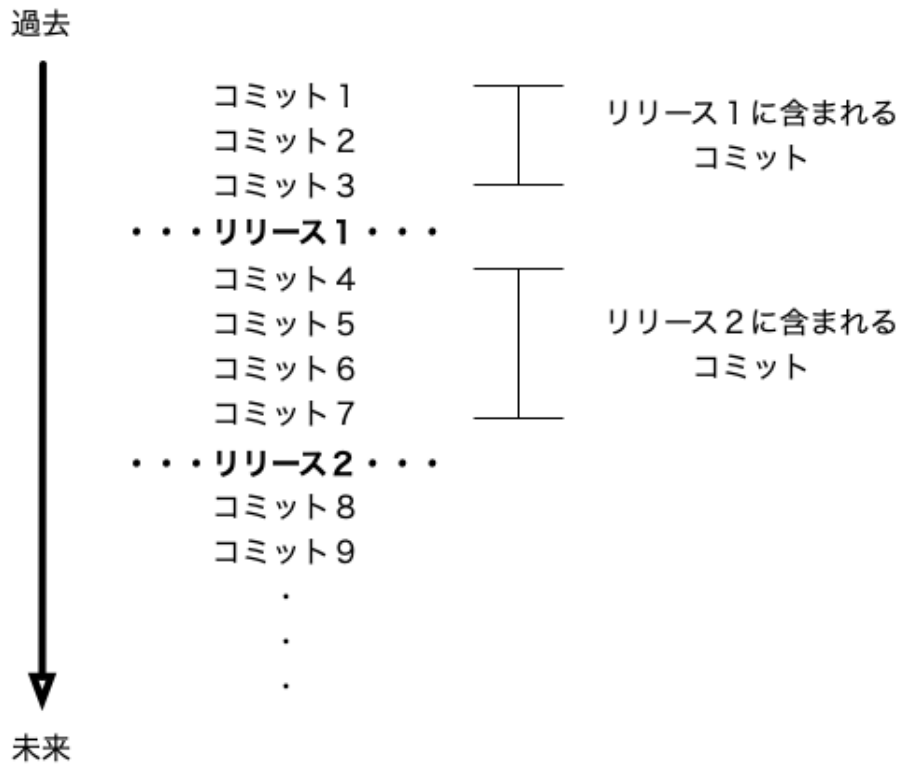 過去
コミット1
コミット2
コミット3
リリース1に含まれる
コミット
・・・リリース1・・・
コミット4
コミット5
コミット6
コミット7
リリース2に含まれる
コミット
・・・リリース2・・・
コミット8
コミット9
・
・
・
未来